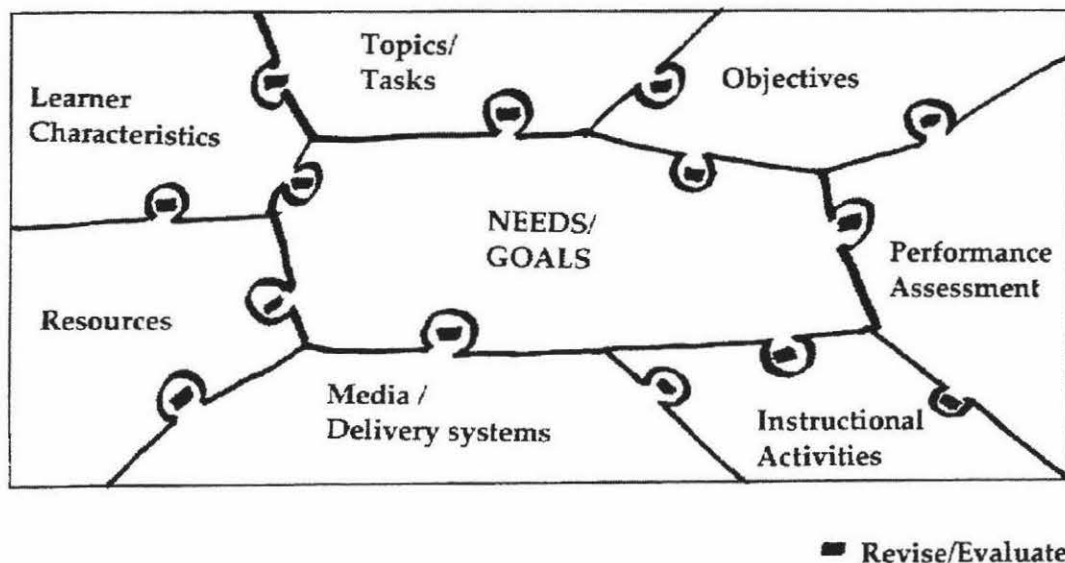 Topics/
Tasks
Objectives
Learner
Characteristics
NEEDS/
GOALS
Performance
Assessment
Resources
Media /
Delivery systems
Instructional
Activities
Revise/Evaluate